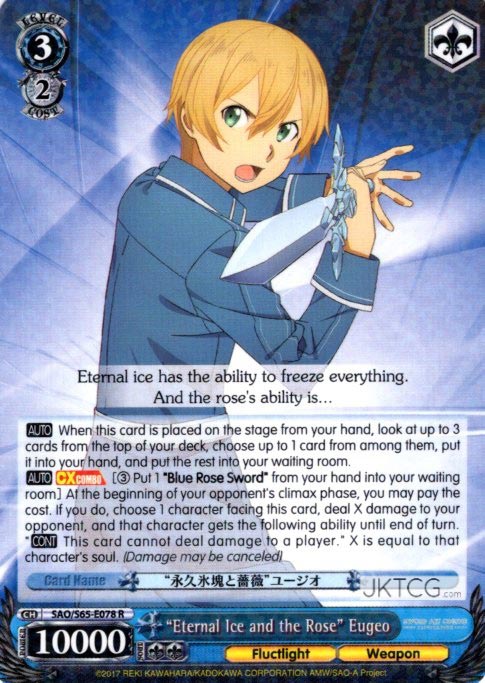 LEVEL
3
2
COST
Eternal ice has the ability to freeze everything.
And the rose's ability is…
AUTO When this card is placed on the stage from your hand, look at up to 3
cards from the top of your deck, choose up to 1 card from among them, put
it into your hand, and put the rest into your waiting room.
AUTO CXCOMBO [③ Put 1 "Blue Rose Sword" from your hand into your waiting
room] At the beginning of your opponent's climax phase, you may pay the
cost. If you do, choose 1 character facing this card, deal X damage to your
opponent, and that character gets the following ability until end of turn.
"CONT This card cannot deal damage to a player." X is equal to that
character's soul. (Damage may be canceled)
Card Name
“永久氷塊と薔薇”ユージオ
JKTCG.com
CH SAO/S65-E078 R
POWER
10000
SOUL
“Eternal Ice and the Rose” Eugeo
SWORD ART ONLINE
Fluctlight
Weapon
©2017 REKI KAWAHARA/KADOKAWA CORPORATION AMW/SAO-A Project